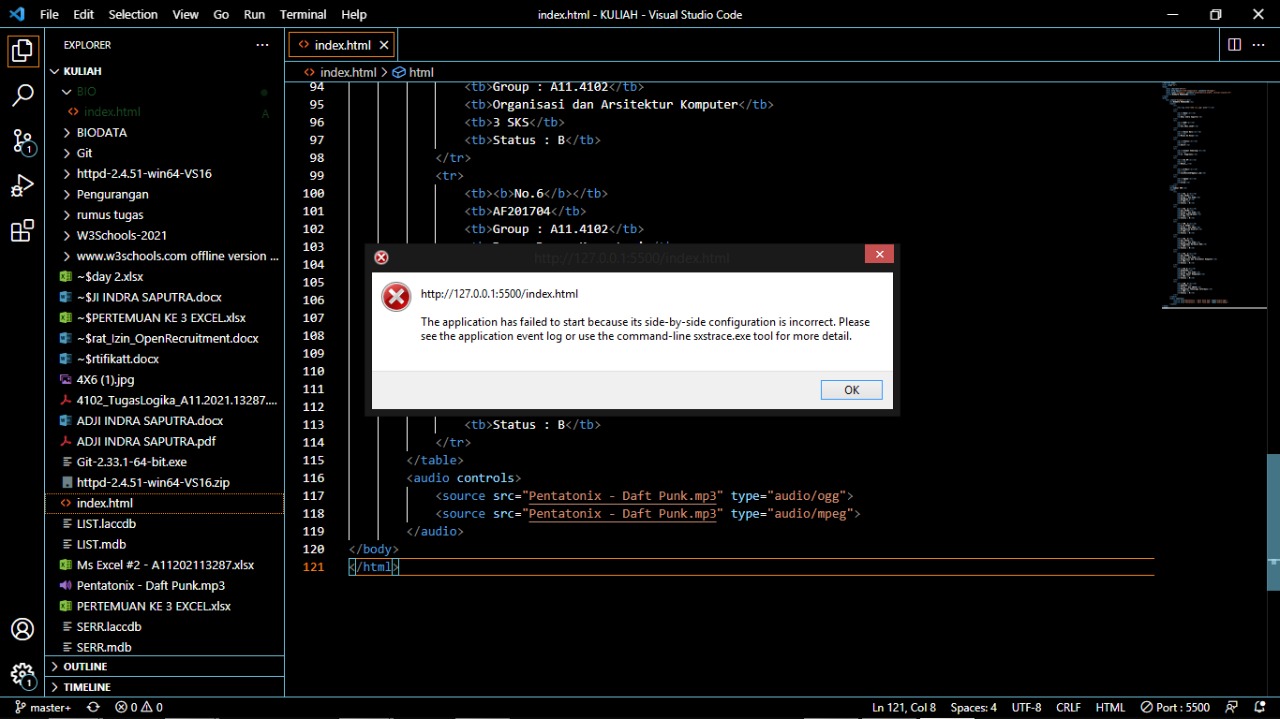 File Edit Selection View Go Run Terminal Help
index.html - KULIAH - Visual Studio Code
EXPLORER
KULIAH
BIO
index.html A
BIODATA
Git
httpd-2.4.51-win64-VS16
Pengurangan
rumus tugas
W3Schools-2021
www.w3schools.com offline version ...
~$day 2.xlsx
~$JI INDRA SAPUTRA.docx
~$PERTEMUAN KE 3 EXCEL.xlsx
~$rat_Izin_OpenRecruitment.docx
~$rtifikatt.docx
4X6 (1).jpg
4102_TugasLogika_A11.2021.13287....
ADJI INDRA SAPUTRA.docx
ADJI INDRA SAPUTRA.pdf
Git-2.33.1-64-bit.exe
httpd-2.4.51-win64-VS16.zip
index.html
LIST.laccdb
LIST.mdb
Ms Excel #2 - A11202113287.xlsx
Pentatonix - Daft Punk.mp3
PERTEMUAN KE 3 EXCEL.xlsx
SERR.laccdb
SERR.mdb
OUTLINE
TIMELINE
1
1
index.html
index.html > html
94 <tb>Group : A11.4102</tb>
95 <tb>Organisasi dan Arsitektur Komputer</tb>
96 <tb>3 SKS</tb>
97 <tb>Status : B</tb>
98 </tr>
99 <tr>
100 <tb><b>No.6</b></tb>
101 <tb>AF201704</tb>
102 <tb>Group : A11.4102</tb>
103
104
105
106
107
108
109
110
111
112
113 <tb>Status : B</tb>
114 </tr>
115 </table>
116 <audio controls>
117 <source src="Pentatonix - Daft Punk.mp3" type="audio/ogg">
118 <source src="Pentatonix - Daft Punk.mp3" type="audio/mpeg">
119 </audio>
120 </body>
121 </html>
http://127.0.0.1:5500/index.html
http://127.0.0.1:5500/index.html
The application has failed to start because its side-by-side configuration is incorrect. Please
see the application event log or use the command-line sxstrace.exe tool for more detail.
OK
master+ 0 0 Ln 121, Col 8 Spaces: 4 UTF-8 CRLF HTML Port : 5500